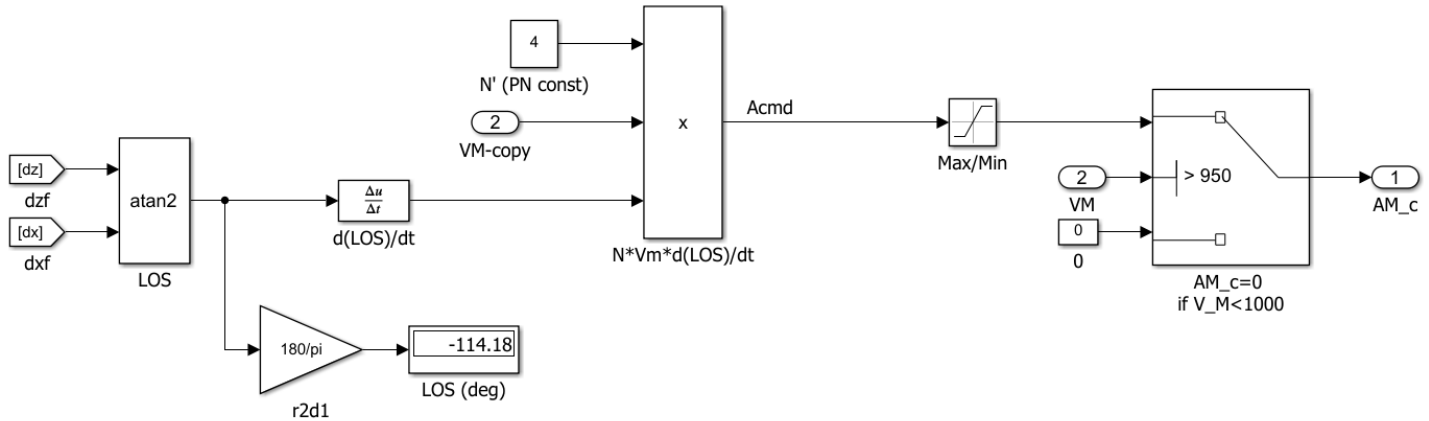 4
N' (PN const)
2
VM-copy
x
Acmd
Max/Min
[dz]
dzf
[dx]
dxf
atan2
LOS
Δu
Δt
d(LOS)/dt
N*Vm*d(LOS)/dt
2
VM
0
0
> 950
AM_c=0
if V_M<1000
1
AM_c
180/pi
r2d1
-114.18
LOS (deg)